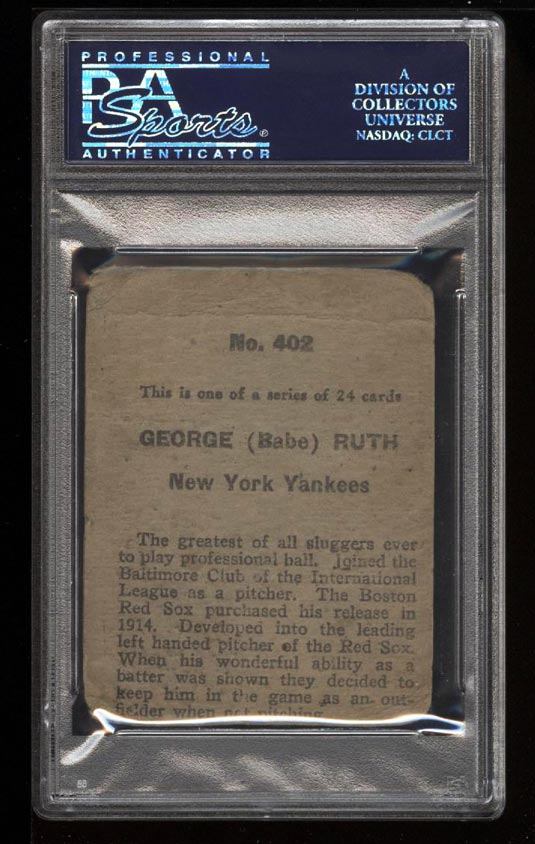 PROFESSIONAL
PSA
Sports®
AUTHENTICATOR
A
DIVISION OF
COLLECTORS
UNIVERSE
NASDAQ: CLCT
No. 402
This is one of a series of 24 cards
GEORGE (Babe) RUTH
New York Yankees
The greatest of all sluggers ever
to play professional ball. Joined the
Baltimore Club of the International
League as a pitcher. The Boston
Red Sox purchased his release in
1914. Developed into the leading
left handed pitcher of the Red Sox.
When his wonderful ability as a
batter was shown they decided to
keep him in the game as an out-
fielder when not pitching